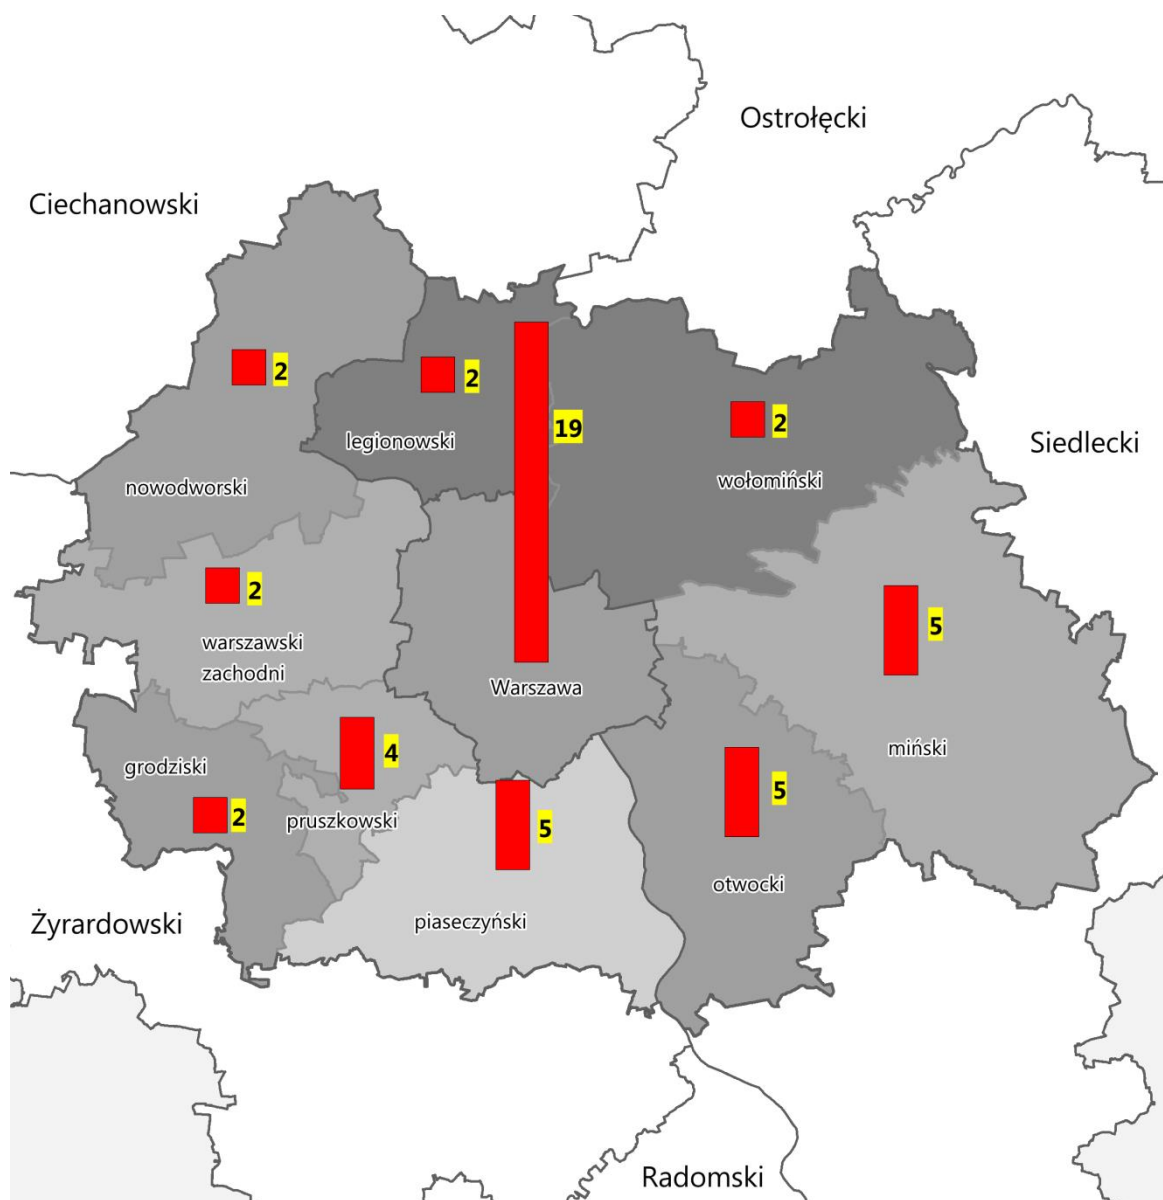 Ostrołęcki
Ciechanowski
2
2
19
2
legionowski
Siedlecki
wołomiński
nowodworski
2
5
warszawski
zachodni
Warszawa
4
miński
grodziski
5
2
pruszkowski
5
otwocki
Żyrardowski
piaseczyński
Radomski